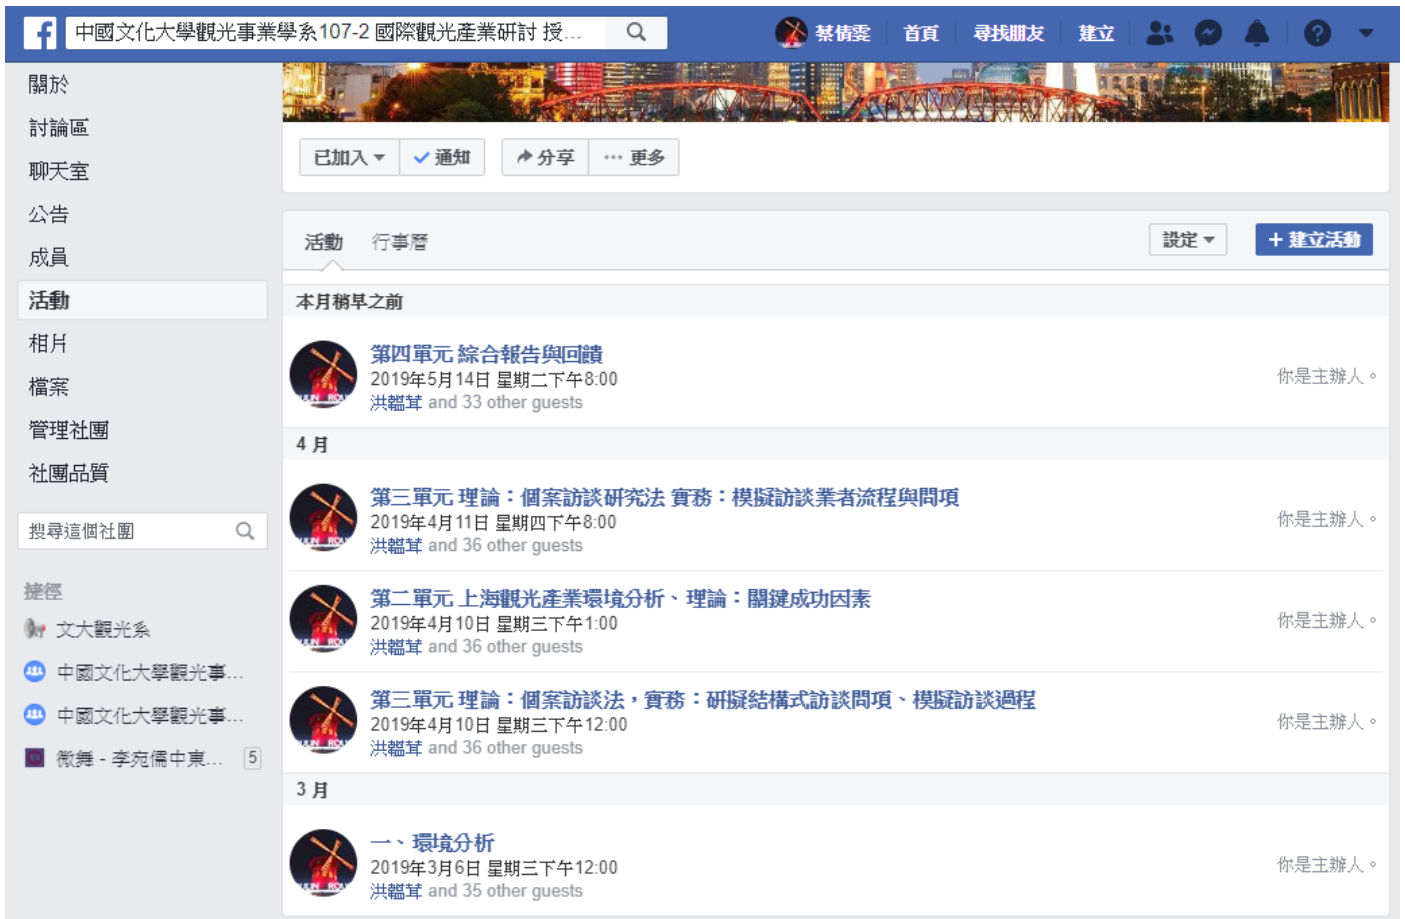 中國文化大學觀光事業學系107-2 國際觀光產業研討 授...
蔡倩雯 首頁 尋找朋友 建立
關於
討論區
聊天室
公告
成員
活動
相片
檔案
管理社團
社團品質
搜尋這個社團
捷徑
文大觀光系
中國文化大學觀光事...
中國文化大學觀光事...
微舞 - 李宛儒中東... 5
已加入 通知 分享 更多
活動 行事曆 設定 + 建立活動
本月稍早之前
第四單元 綜合報告與回饋
2019年5月14日 星期二下午8:00
and 33 other guests
你是主辦人。
4 月
第三單元 理論：個案訪談研究法 實務：模擬訪談業者流程與問項
2019年4月11日 星期四下午8:00
and 36 other guests
你是主辦人。
第二單元 上海觀光產業環境分析、理論：關鍵成功因素
2019年4月10日 星期三下午1:00
and 36 other guests
你是主辦人。
第三單元 理論：個案訪談法，實務：研擬結構式訪談問項、模擬訪談過程
2019年4月10日 星期三下午12:00
and 36 other guests
你是主辦人。
3 月
一、環境分析
2019年3月6日 星期三下午12:00
and 35 other guests
你是主辦人。